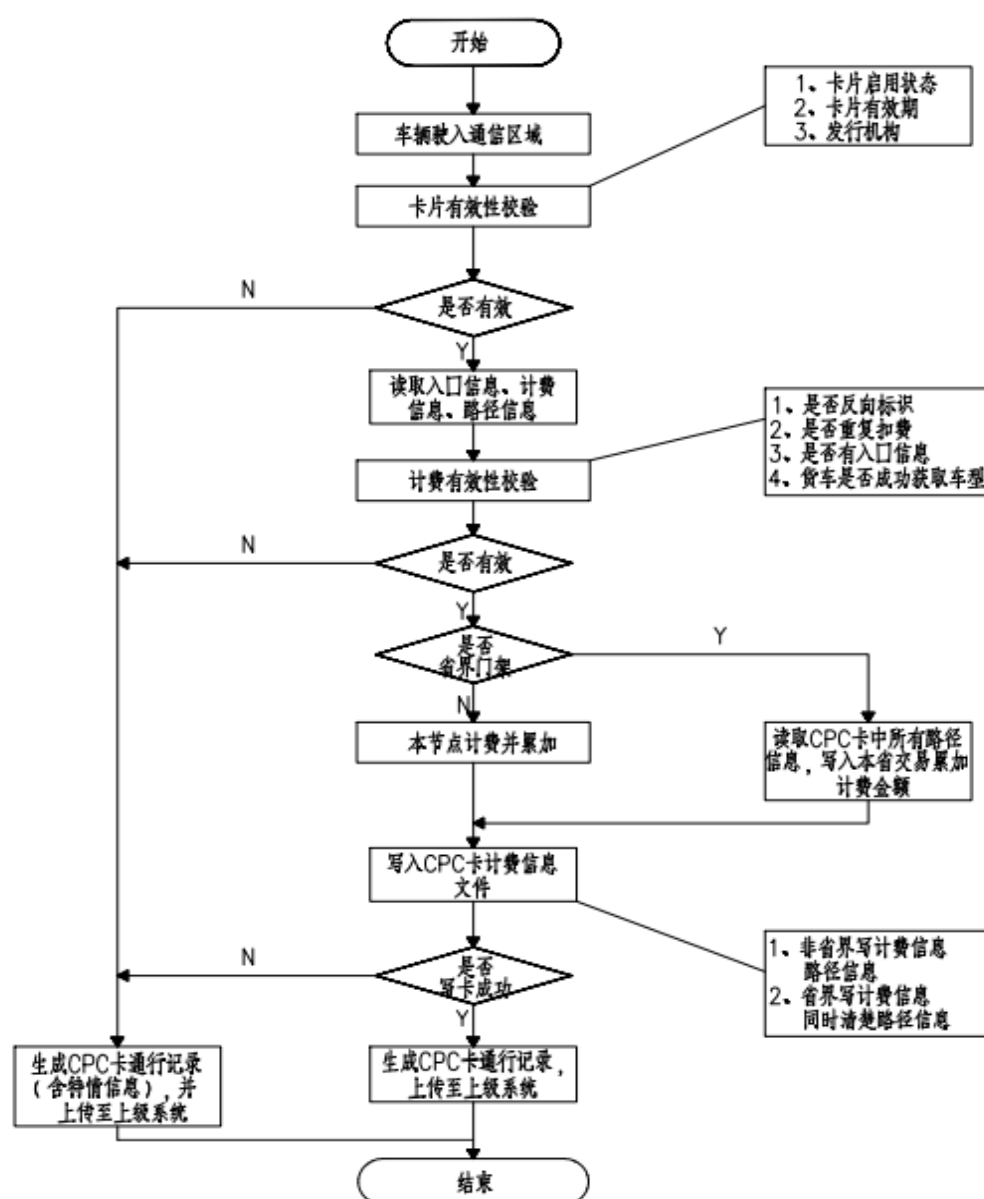 开始
1、卡片启用状态
2、卡片有效期
3、发行机构
车辆驶入通信区域
卡片有效性校验
N
是否有效
Y
读取入口信息、计费
信息、路径信息
1、是否反向标识
2、是否重复扣费
3、是否有入口信息
4、货车是否成功获取车型
计费有效性校验
N
是否有效
Y
是否
省界门架
Y
N
本节点计费并累加
读取CPC卡中所有路径
信息，写入本省交易累加
计费金额
写入CPC卡计费信息
文件
N
是否
写卡成功
1、非省界写计费信息
路径信息
2、省界写计费信息
同时清楚路径信息
Y
生成CPC卡通行记录
（含特情信息），并
上传至上级系统
生成CPC卡通行记录，
上传至上级系统
结束